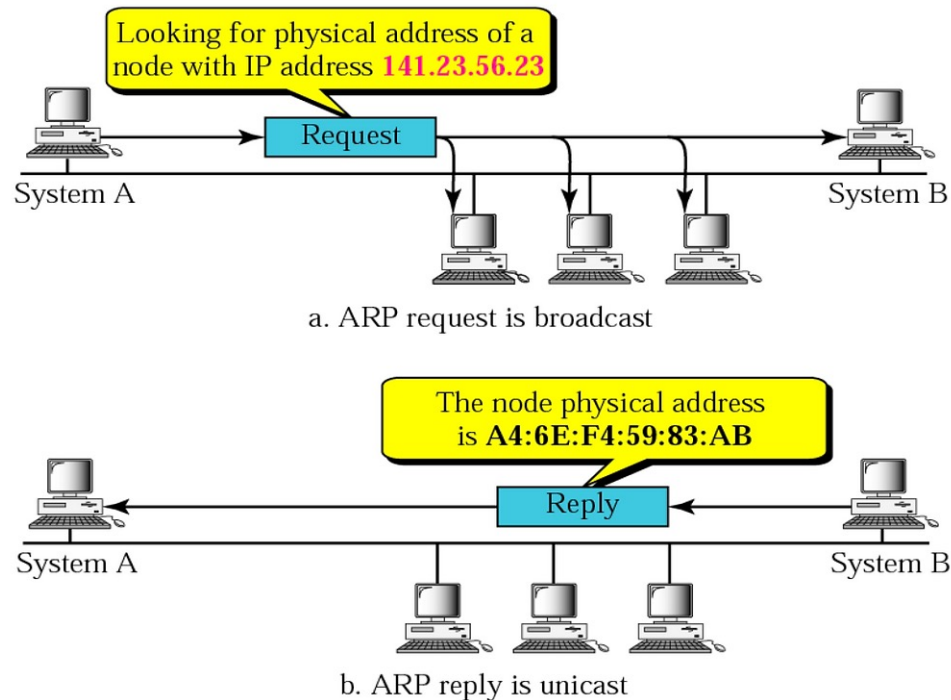 Looking for physical address of a
node with IP address 141.23.56.23
Request
System A
System B
a. ARP request is broadcast
The node physical address
is A4:6E:F4:59:83:AB
Reply
System A
System B
b. ARP reply is unicast